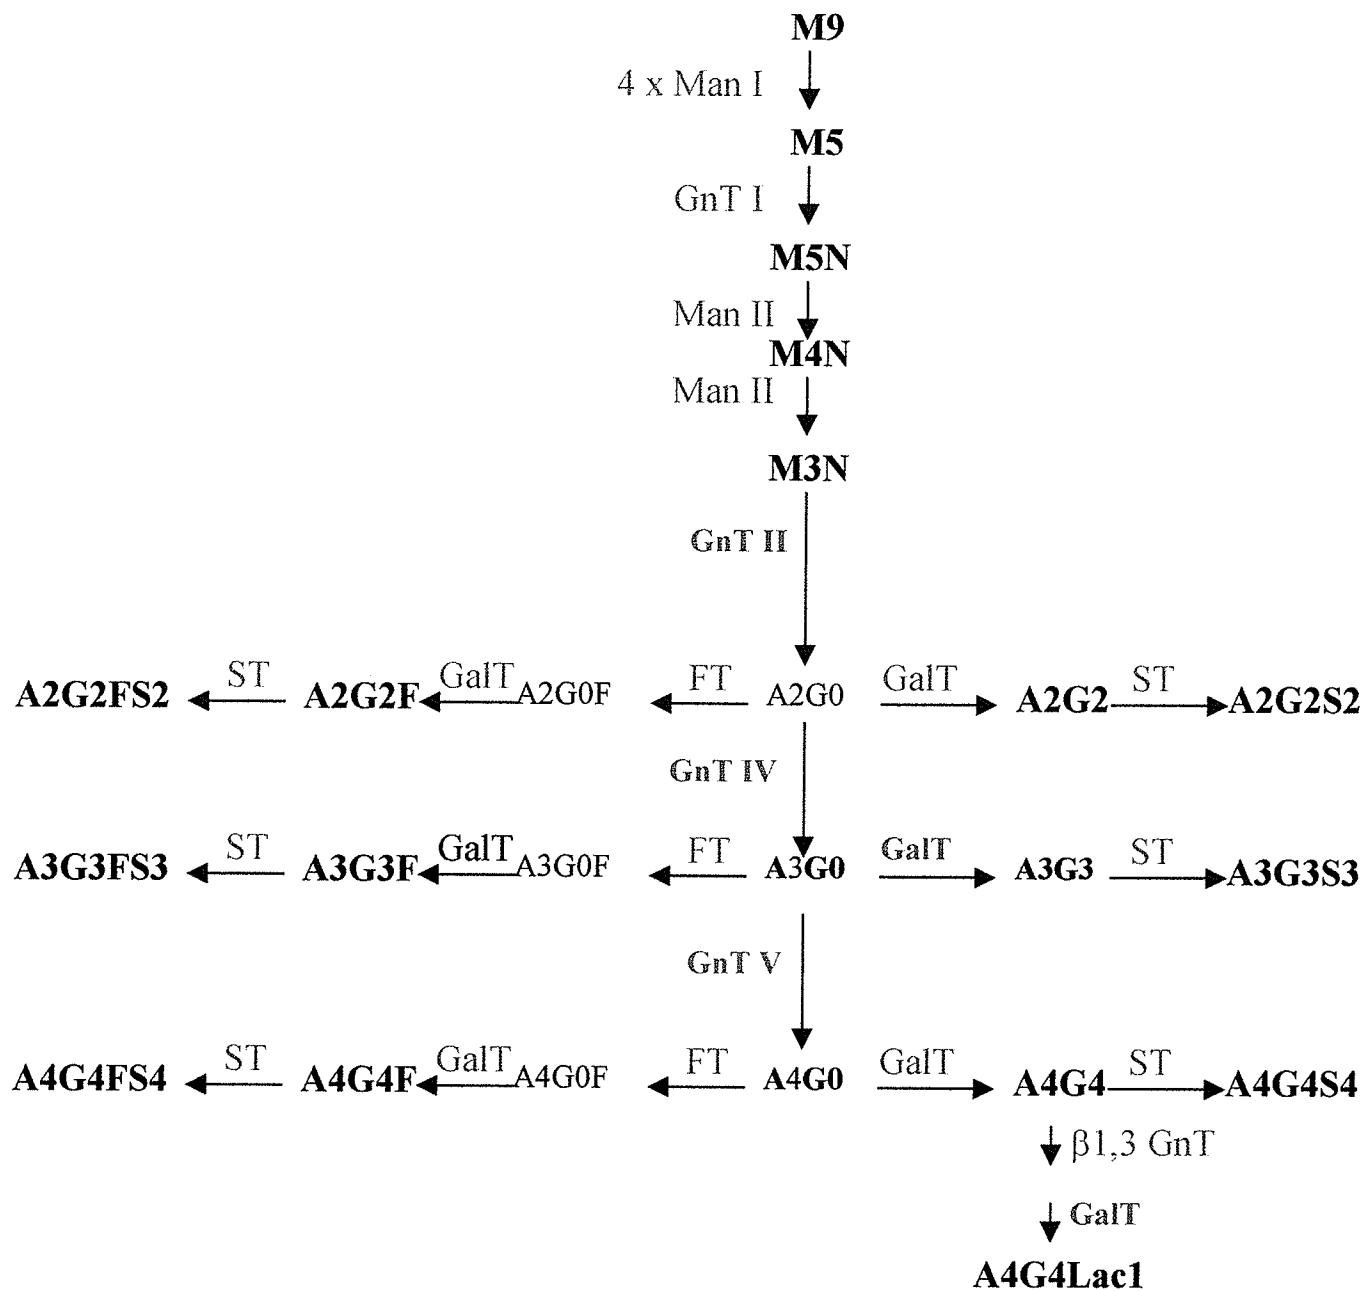 M9
4 x Man I
M5
GnT I
M5N
Man II
M4N
Man II
M3N
GnT II
A2G2FS2 ST A2G2F GalT A2G0F FT A2G0 GalT A2G2 ST A2G2S2
GnT IV
A3G3FS3 ST A3G3F GalT A3G0F FT A3G0 GalT A3G3 ST A3G3S3
GnT V
A4G4FS4 ST A4G4F GalT A4G0F FT A4G0 GalT A4G4 ST A4G4S4
β1,3 GnT
GalT
A4G4Lac1